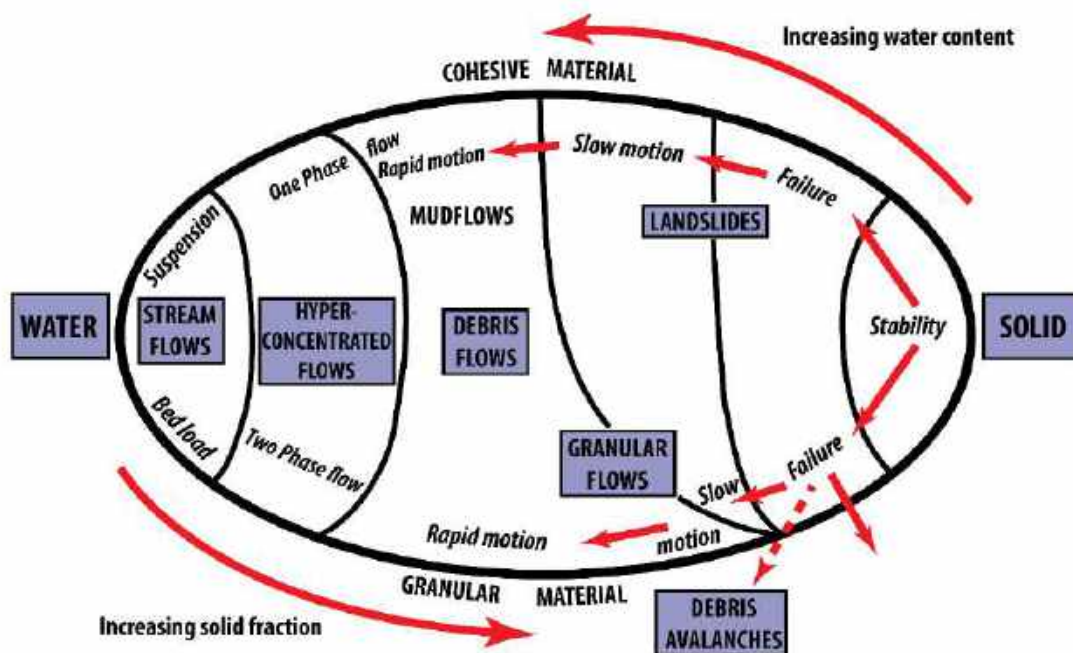 Increasing water content
COHESIVE MATERIAL
One Phase flow
Rapid motion
Slow motion
Failure
Suspension
MUDFLOWS
LANDSLIDES
WATER
STREAM
FLOWS
HYPER-
CONCENTRATED
FLOWS
DEBRIS
FLOWS
Stability
SOLID
Bed load
Two Phase flow
GRANULAR
FLOWS
Slow
motion
Failure
Rapid motion
GRANULAR MATERIAL
Increasing solid fraction
DEBRIS
AVALANCHES